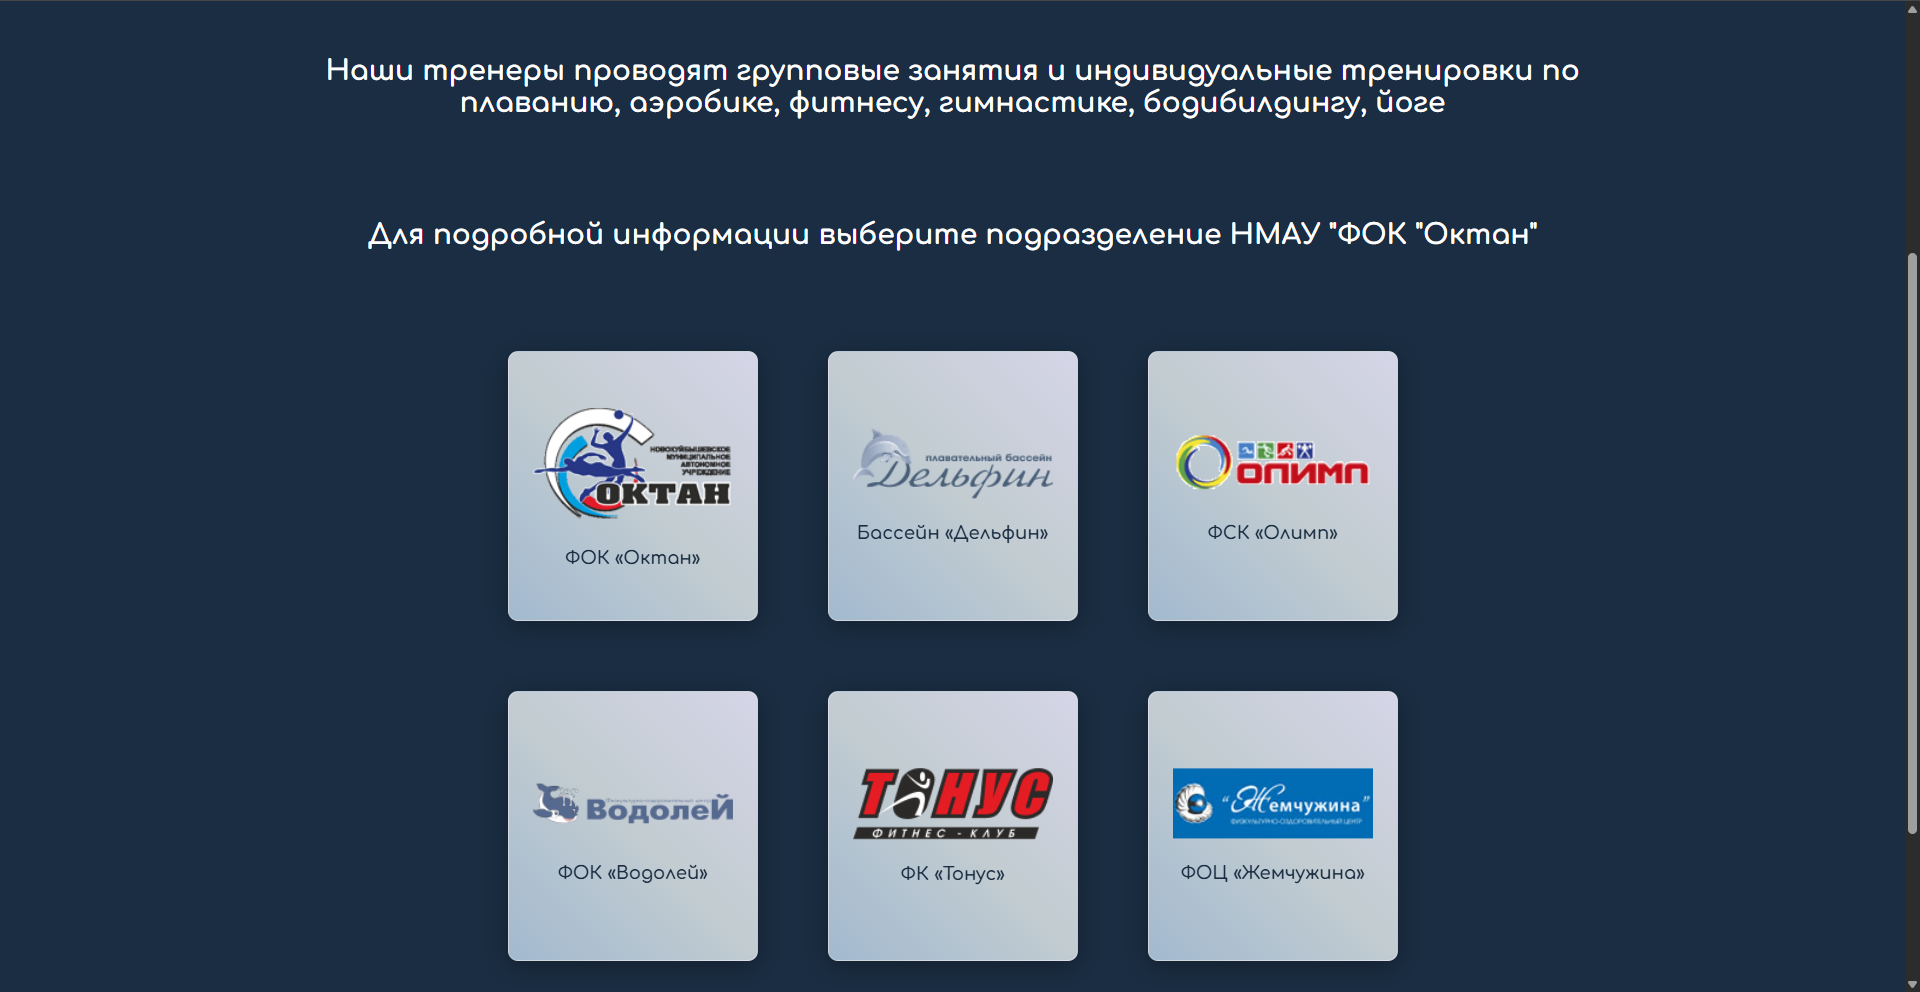 Наши тренеры проводят групповые занятия и индивидуальные тренировки по
плаванию, аэробике, фитнесу, гимнастике, бодибилдингу, йоге
Для подробной информации выберите подразделение НМАУ "ФОК "Октан"
НОВОКУЙБЫШЕВСКОЕ
МУНИЦИПАЛЬНОЕ
АВТОНОМНОЕ
УЧРЕЖДЕНИЕ
ОКТАН
ФОК «Октан»
плавательный бассейн
Дельфин
Бассейн «Дельфин»
ОЛИМП
ФСК «Олимп»
ВодолеЙ
ФОК «Водолей»
ТОНУС
ФИТНЕС - КЛУБ
ФК «Тонус»
“Жемчужина”
ФИЗКУЛЬТУРНО-ОЗДОРОВИТЕЛЬНЫЙ ЦЕНТР
ФОЦ «Жемчужина»